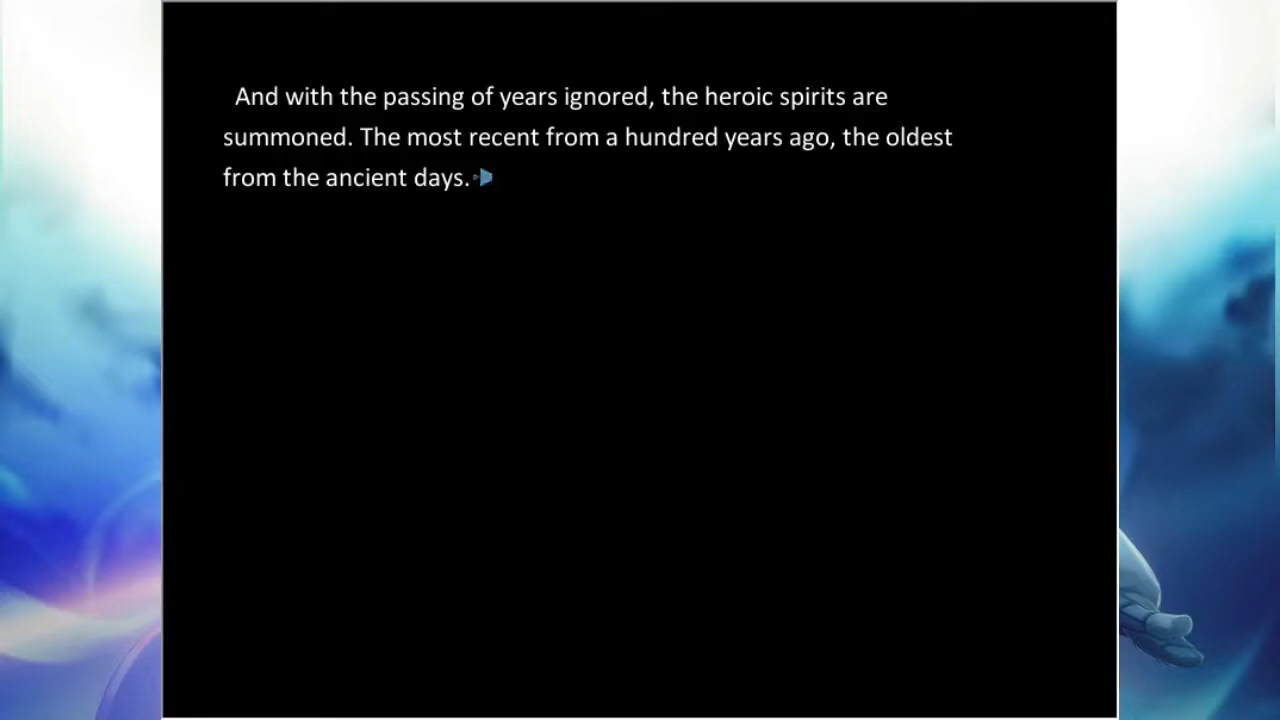 And with the passing of years ignored, the heroic spirits are
summoned. The most recent from a hundred years ago, the oldest
from the ancient days.